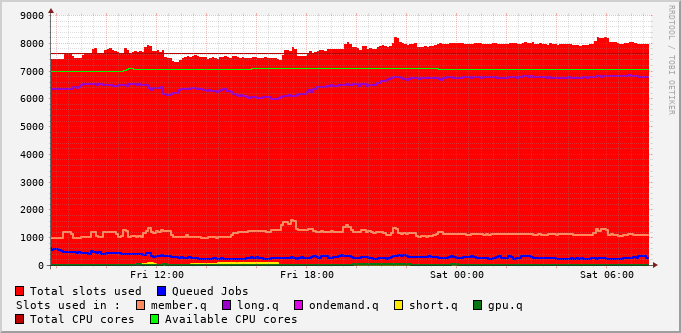 9000
8000
7000
6000
5000
4000
3000
2000
1000
0
Fri 12:00 Fri 18:00 Sat 00:00 Sat 06:00
Total slots used Queued Jobs
Slots used in : member.q long.q ondemand.q short.q gpu.q
Total CPU cores Available CPU cores
RRDTOOL / TOBI OETIKER